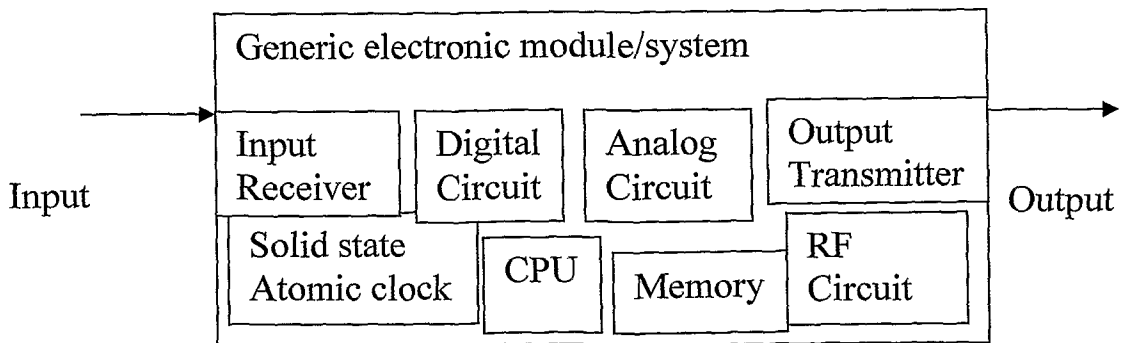 Generic electronic module/system
Input
Receiver
Digital
Circuit
Analog
Circuit
Output
Transmitter
Input
Output
Solid state
Atomic clock
CPU
Memory
RF
Circuit